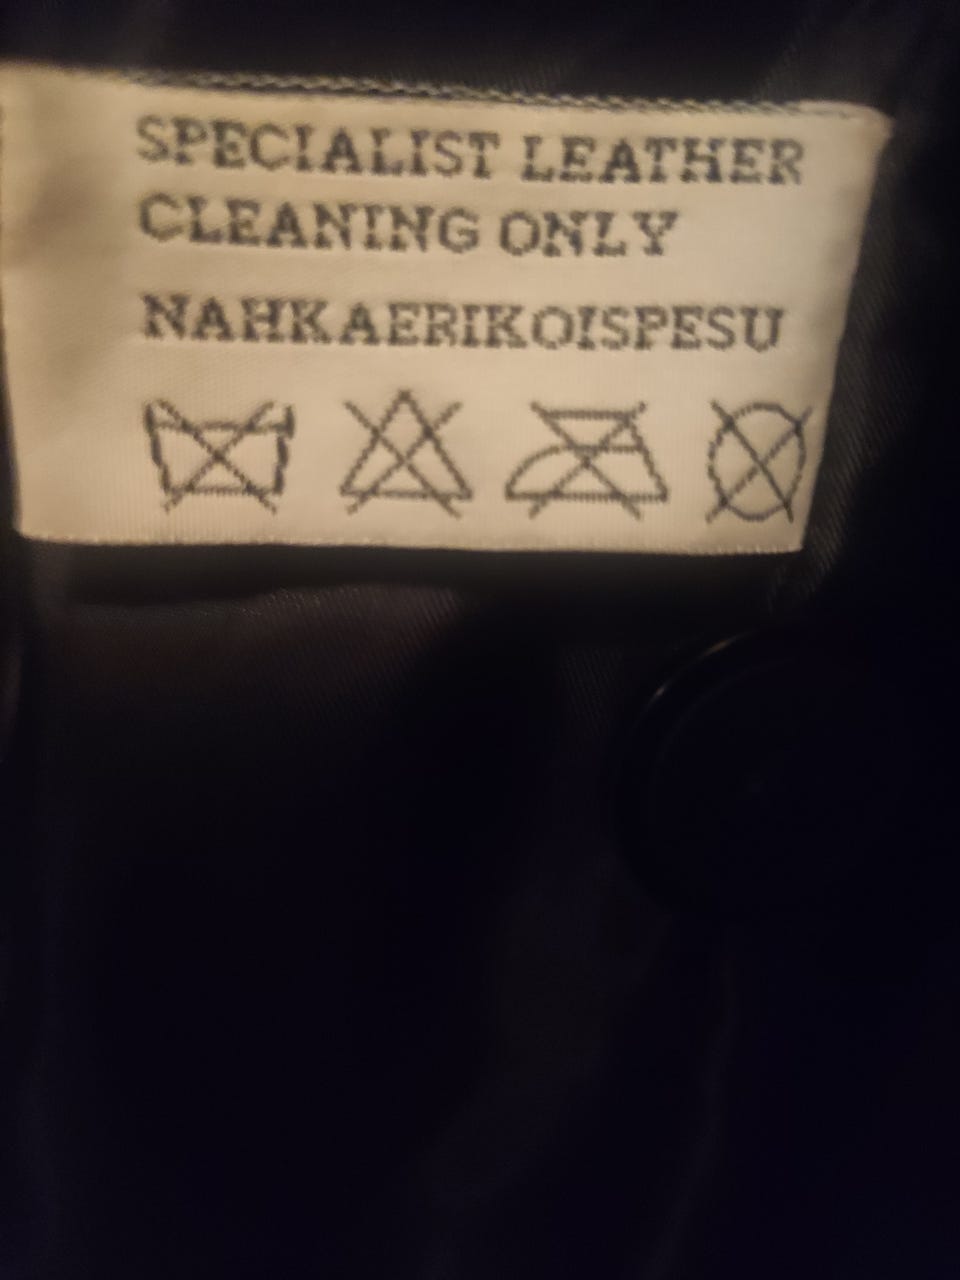 SPECIALIST LEATHER
CLEANING ONLY
NAHKAERIKOISPESU